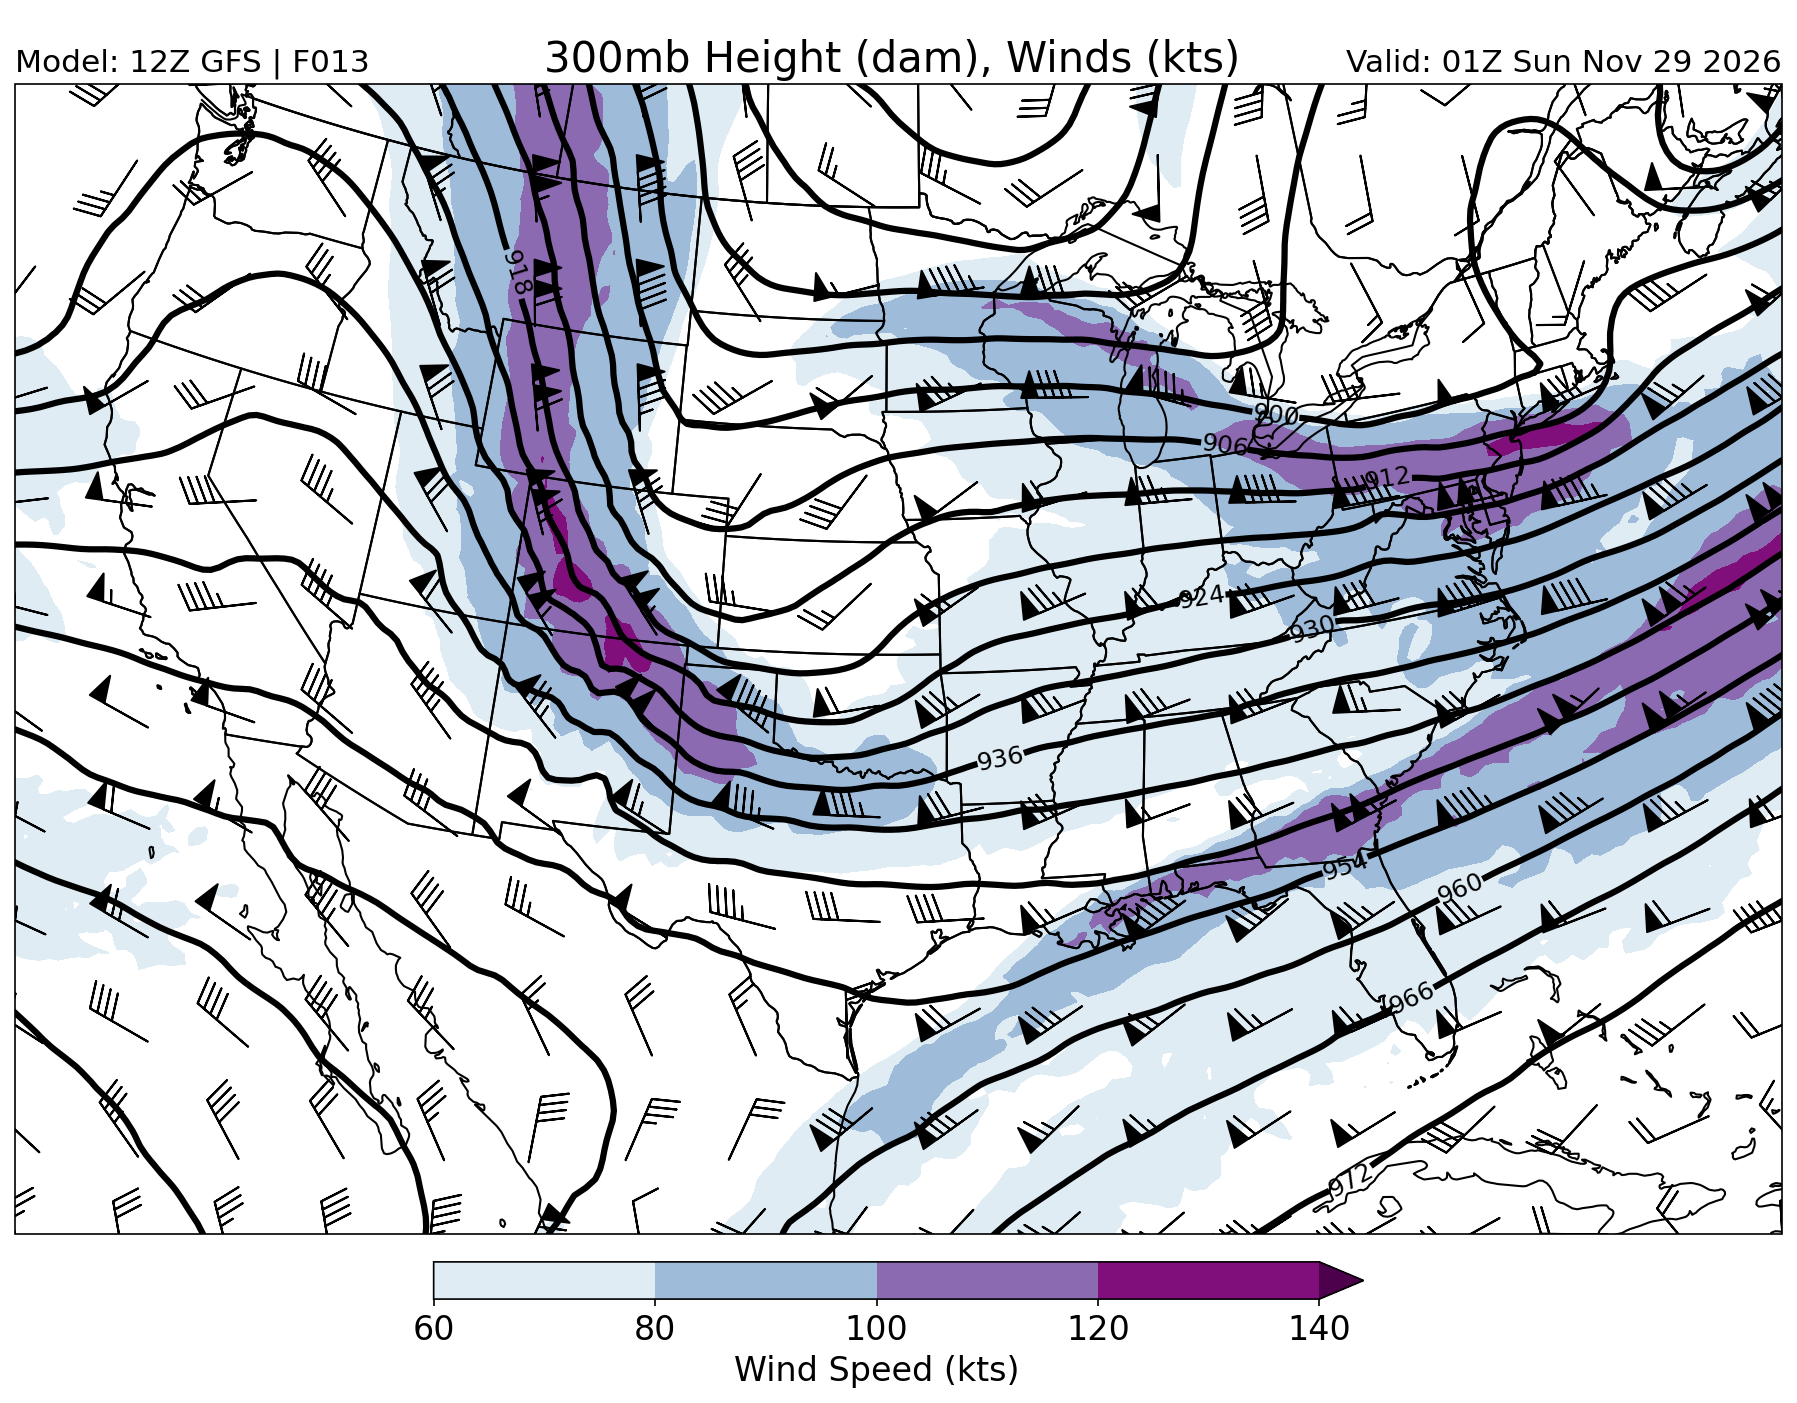 Model: 12Z GFS | F013
300mb Height (dam), Winds (kts)
Valid: 01Z Sun Nov 29 2026
918
900
906
912
924
930
936
954
960
966
972
60 80 100 120 140
Wind Speed (kts)